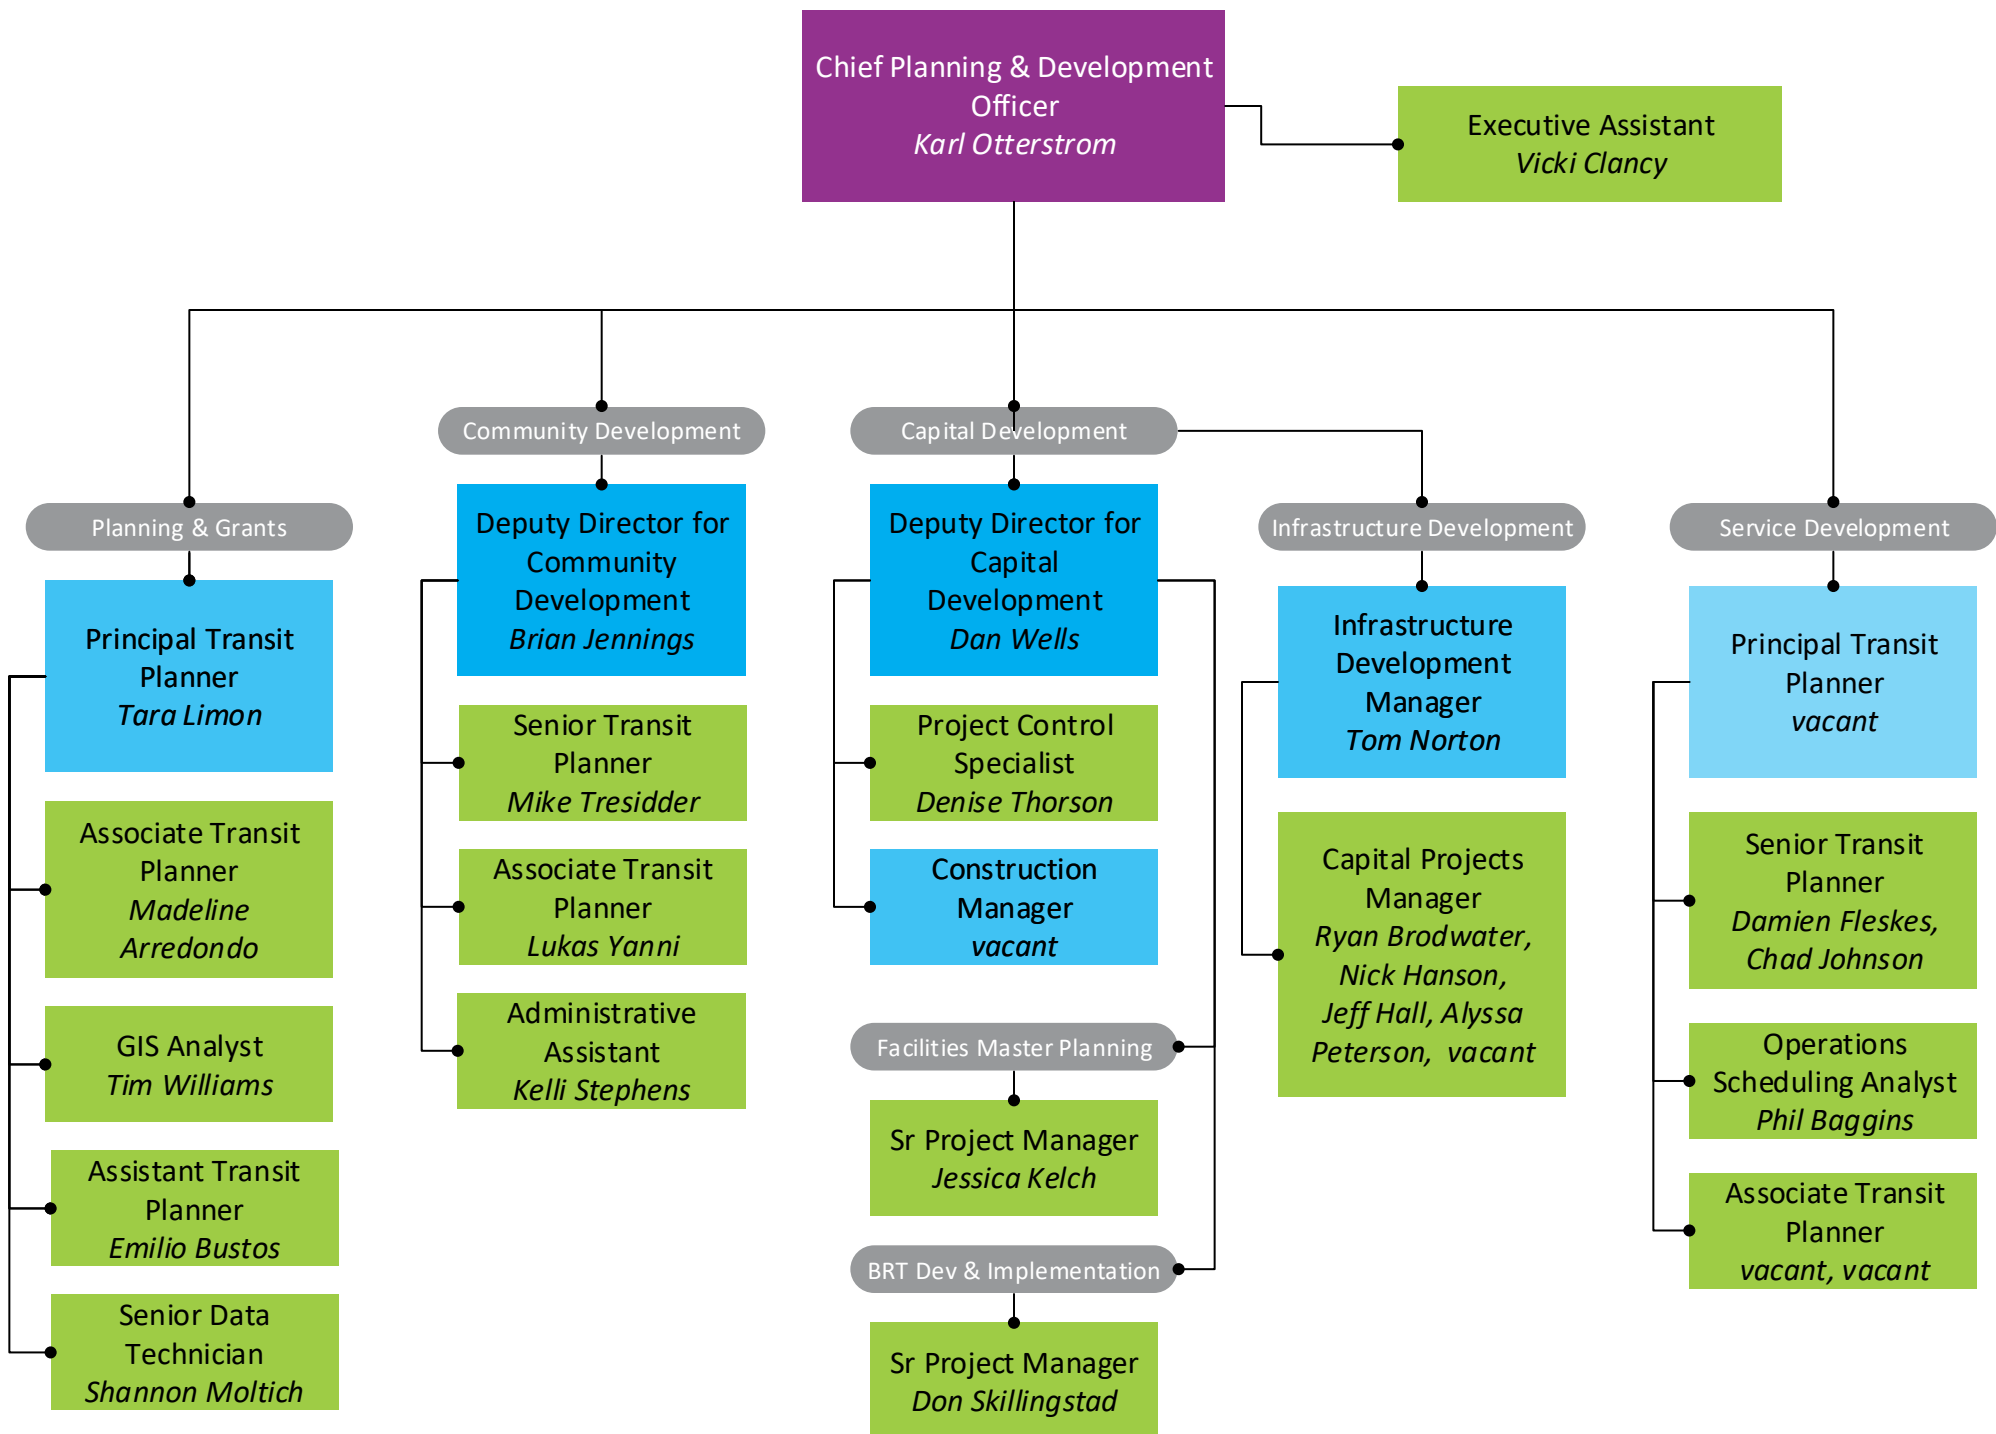 Chief Planning & Development
Officer
Karl Otterstrom
Executive Assistant
Vicki Clancy
Planning & Grants
Principal Transit
Planner
Tara Limon
Associate Transit
Planner
Madeline
Arredondo
GIS Analyst
Tim Williams
Assistant Transit
Planner
Emilio Bustos
Senior Data
Technician
Shannon Moltich
Community Development
Deputy Director for
Community
Development
Brian Jennings
Senior Transit
Planner
Mike Tresidder
Associate Transit
Planner
Lukas Yanni
Administrative
Assistant
Kelli Stephens
Capital Development
Deputy Director for
Capital
Development
Dan Wells
Project Control
Specialist
Denise Thorson
Construction
Manager
vacant
Facilities Master Planning
Sr Project Manager
Jessica Kelch
BRT Dev & Implementation
Sr Project Manager
Don Skillingstad
Infrastructure Development
Infrastructure
Development
Manager
Tom Norton
Capital Projects
Manager
Ryan Brodwater,
Nick Hanson,
Jeff Hall, Alyssa
Peterson, vacant
Service Development
Principal Transit
Planner
vacant
Senior Transit
Planner
Damien Fleskes,
Chad Johnson
Operations
Scheduling Analyst
Phil Baggins
Associate Transit
Planner
vacant, vacant